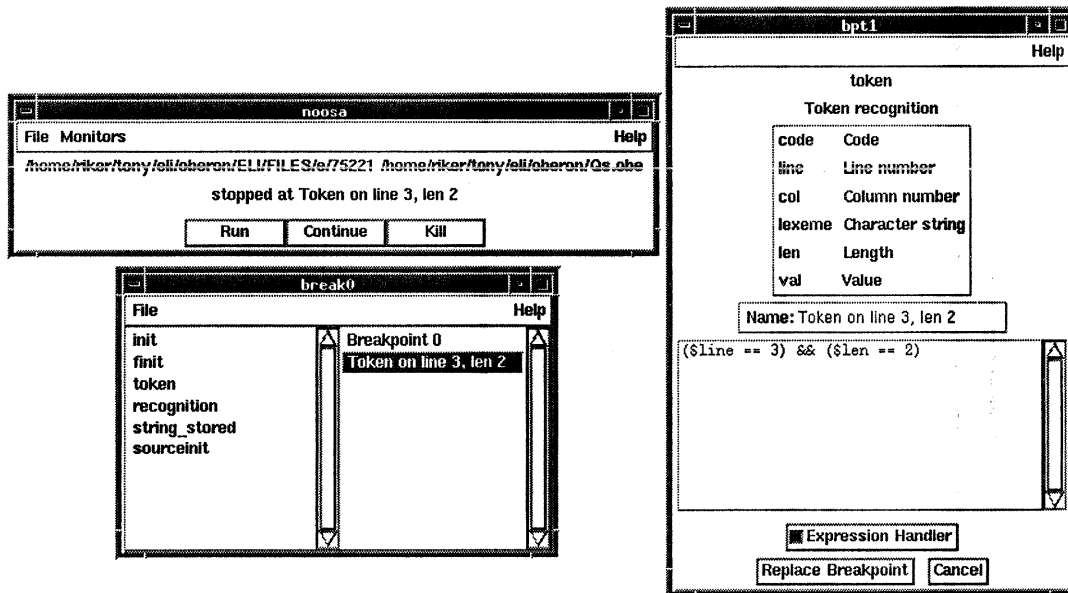 noosa
File Monitors Help
/home/riker/tony/eli/oberon/ELI/FILES/e/75221 /home/riker/tony/eli/oberon/Qs.obe
stopped at Token on line 3, len 2
Run Continue Kill
break0
File Help
init
finit
token
recognition
string_stored
sourceinit
Breakpoint 0
Token on line 3, len 2
bpt1
Help
token
Token recognition
code Code
line Line number
col Column number
lexeme Character string
len Length
val Value
Name: Token on line 3, len 2
($line == 3) && ($len == 2)
Expression Handler
Replace Breakpoint Cancel